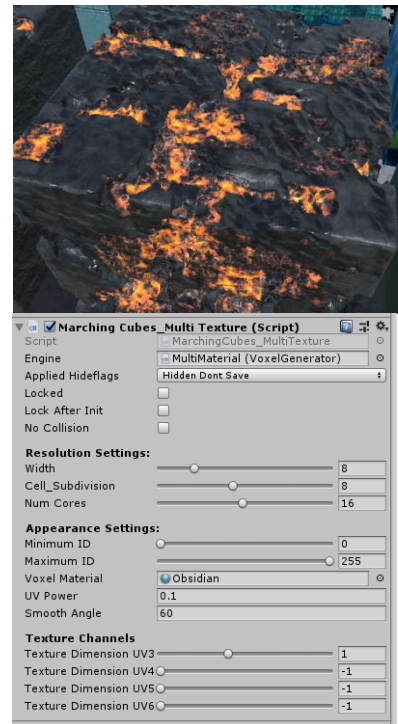 Marching Cubes_Multi Texture (Script)
Script MarchingCubes_MultiTexture
Engine MultiMaterial (VoxelGenerator)
Applied Hideflags Hidden Dont Save
Locked
Lock After Init
No Collision
Resolution Settings:
Width 8
Cell_Subdivision 8
Num Cores 16
Appearance Settings:
Minimum ID 0
Maximum ID 255
Voxel Material Obsidian
UV Power 0.1
Smooth Angle 60
Texture Channels
Texture Dimension UV3 1
Texture Dimension UV4 -1
Texture Dimension UV5 -1
Texture Dimension UV6 -1